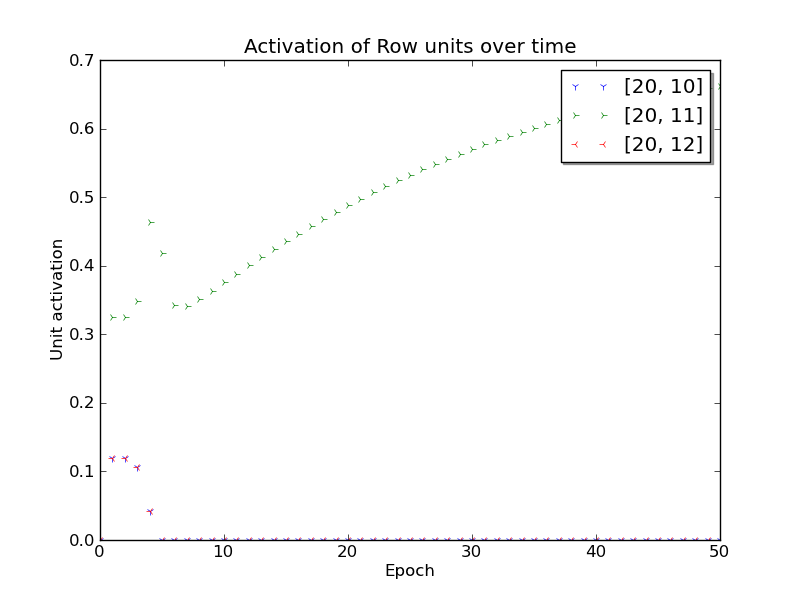 Activation of Row units over time
[20, 10]
[20, 11]
[20, 12]
Unit activation
0.7
0.6
0.5
0.4
0.3
0.2
0.1
0.0
0 10 20 30 40 50
Epoch